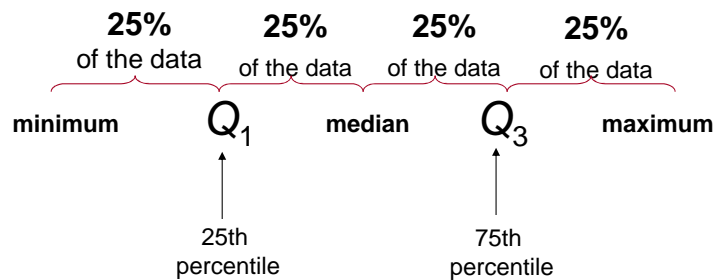 25% 25% 25% 25%
of the data of the data of the data of the data
minimum Q1 median Q3 maximum
25th
percentile
75th
percentile